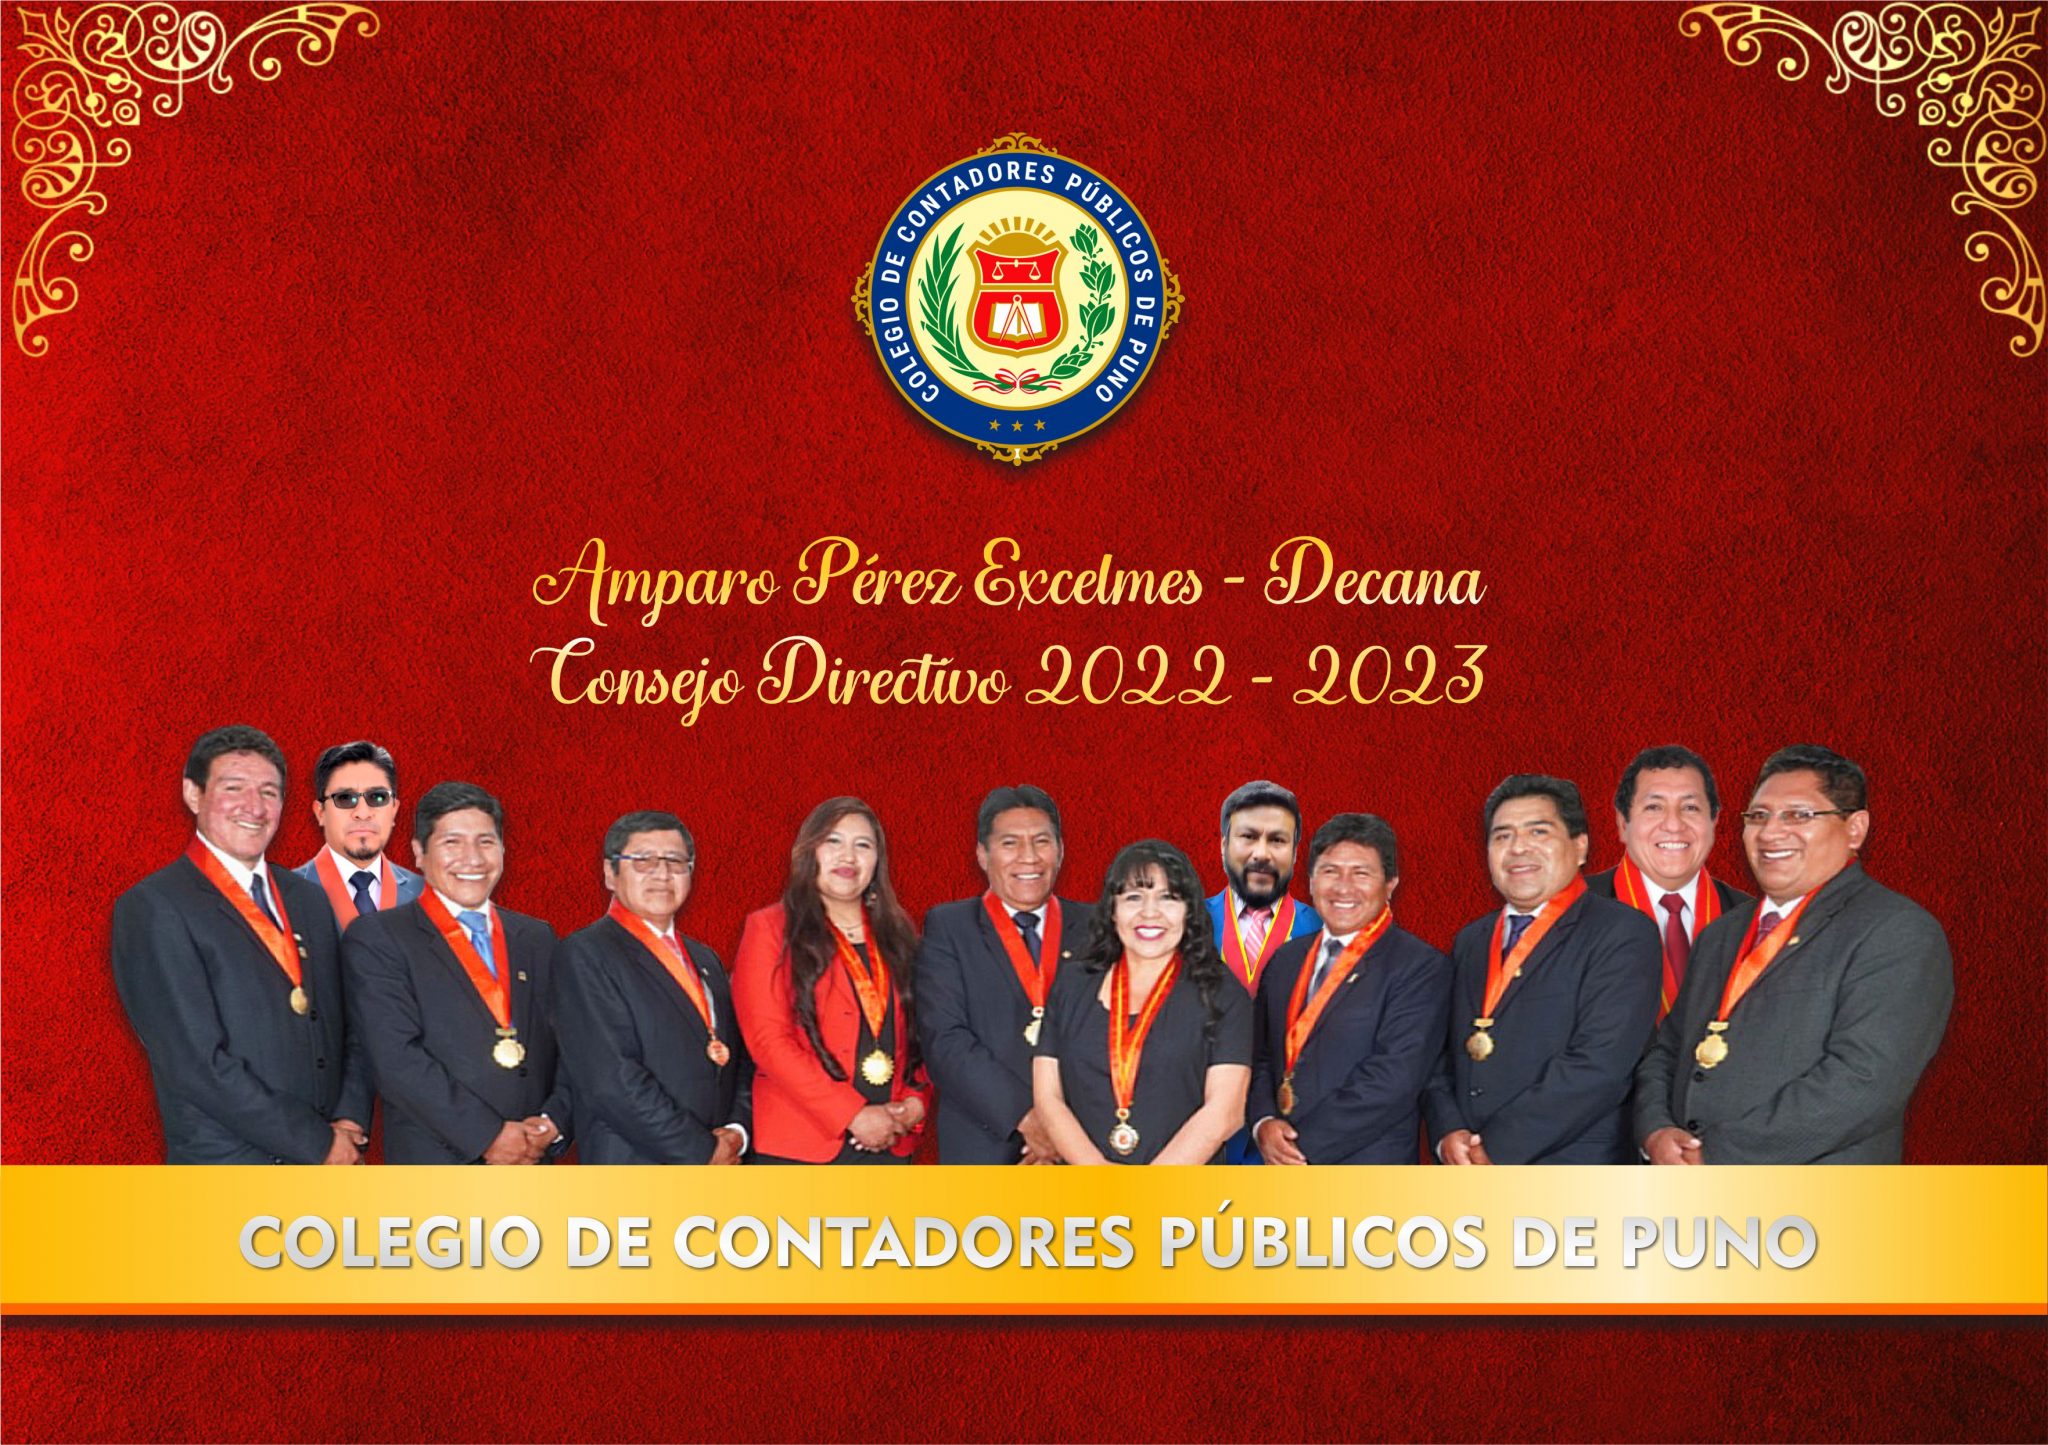 COLEGIO DE CONTADORES PÚBLICOS DE PUNO
Amparo Pérez Excelmes - Decana
Consejo Directivo 2022 - 2023
COLEGIO DE CONTADORES PÚBLICOS DE PUNO